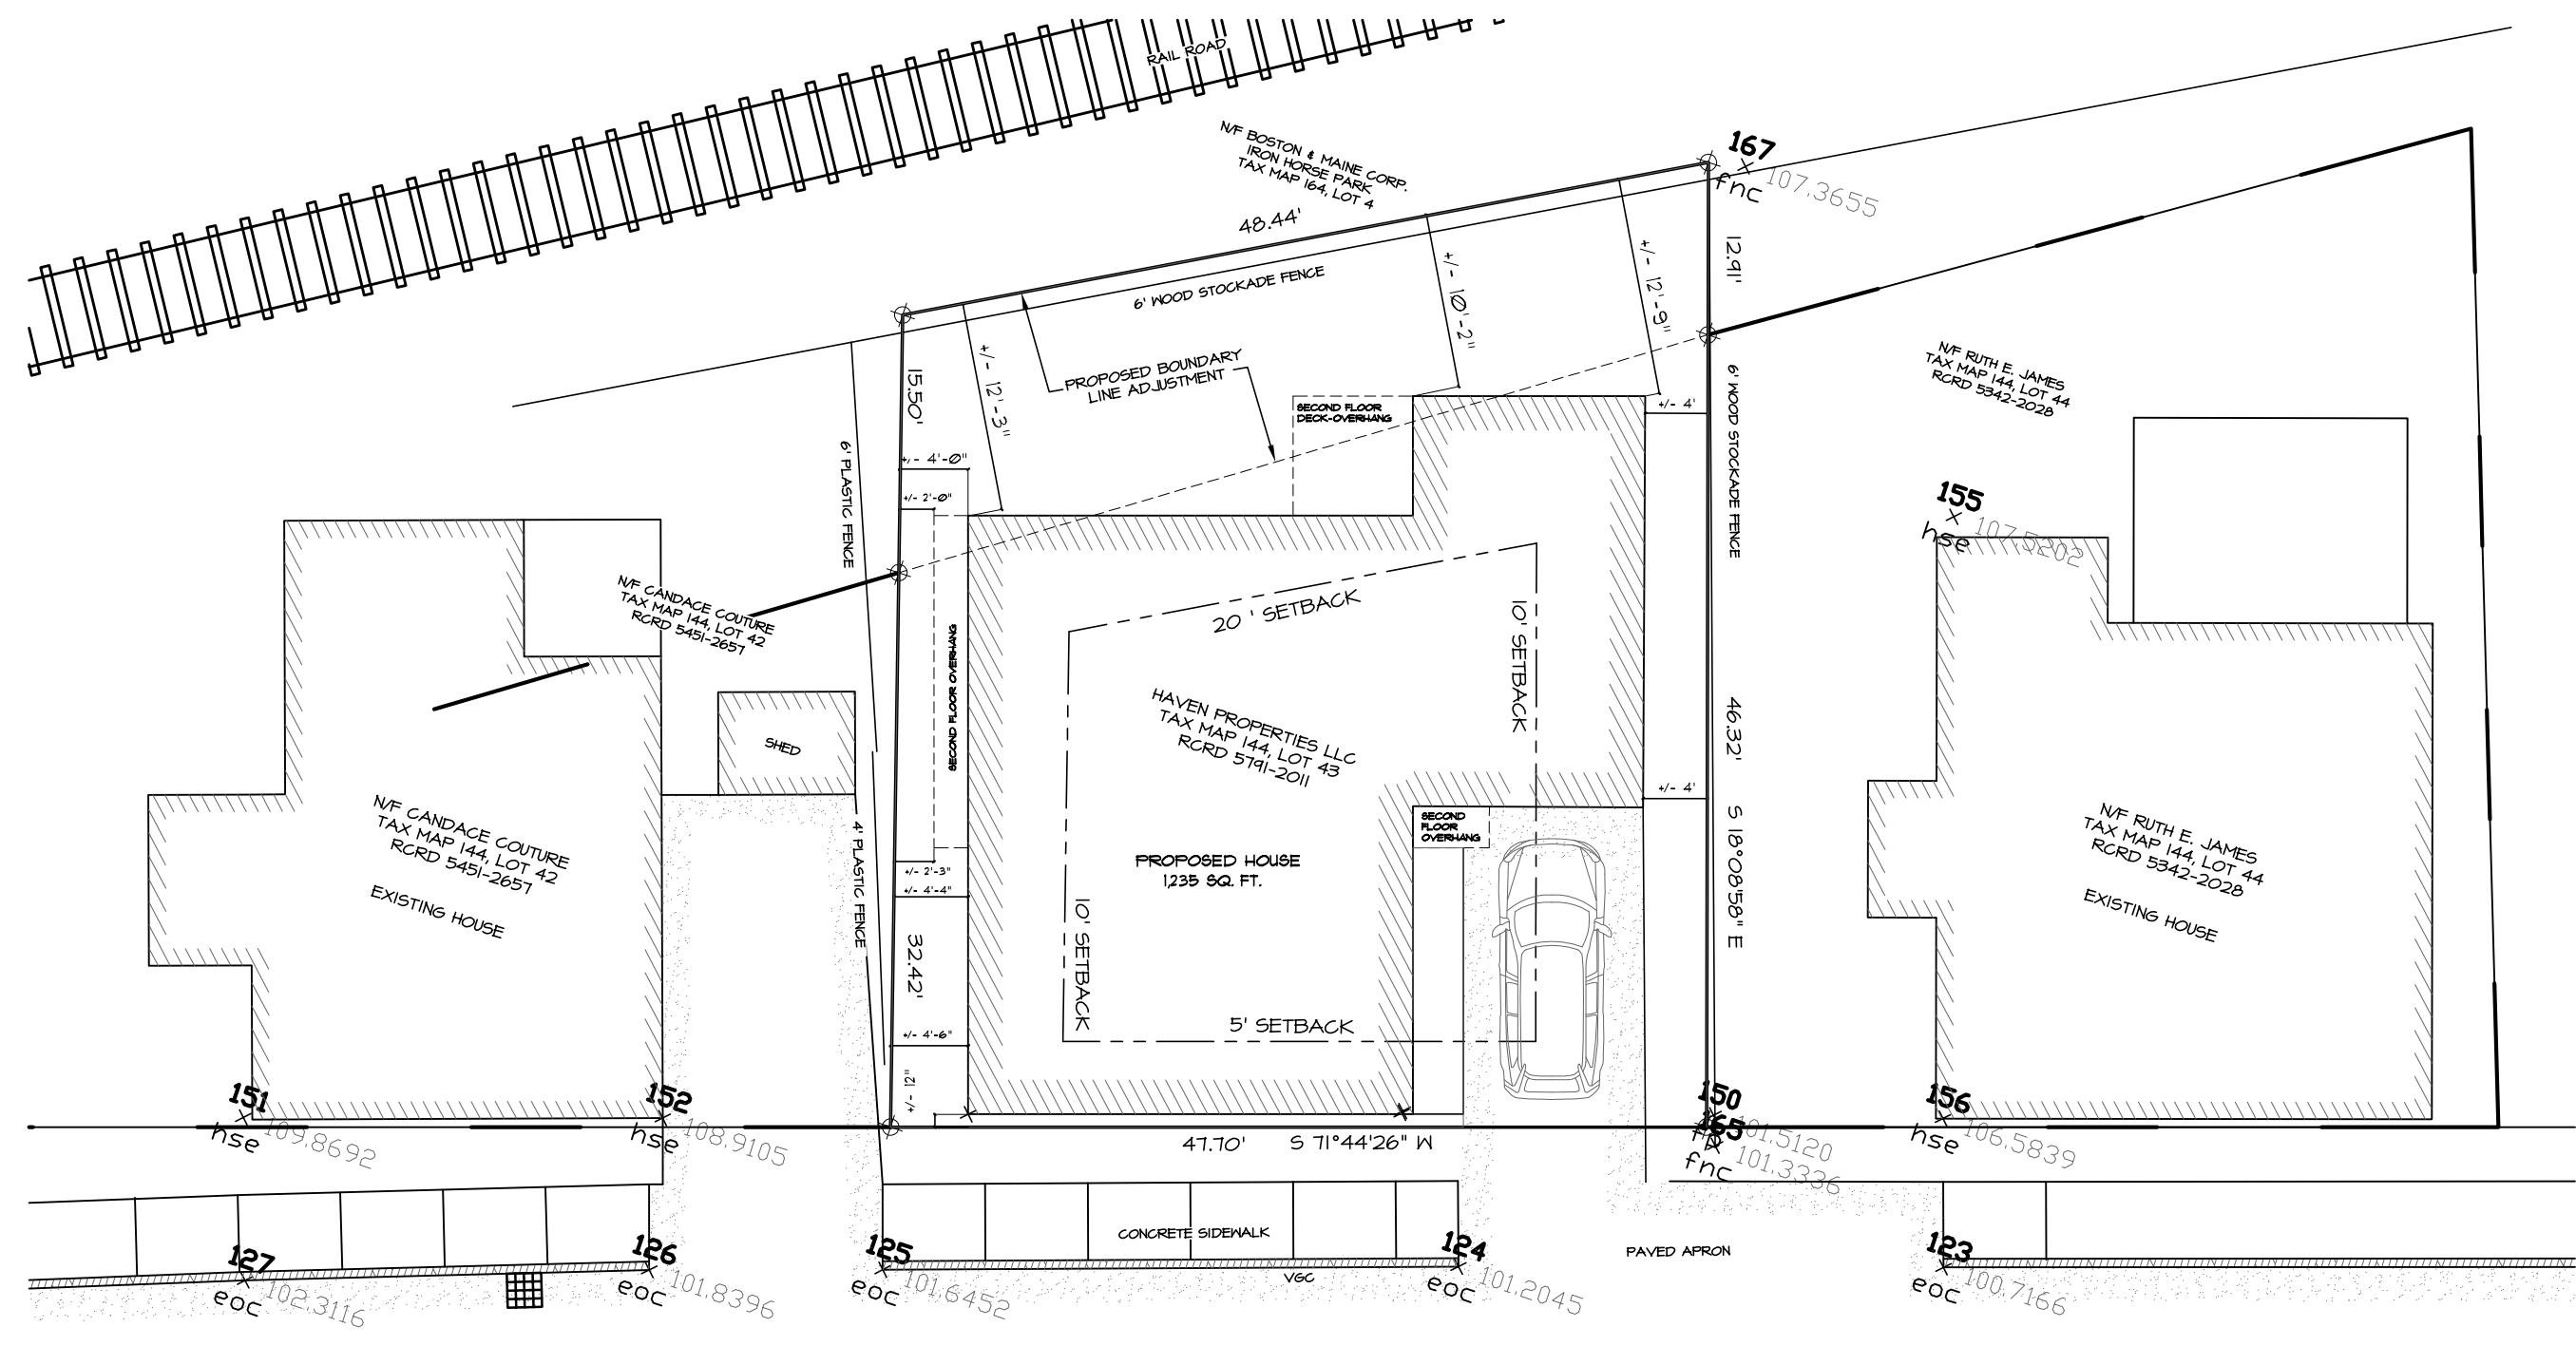 RAIL ROAD
N/F BOSTON & MAINE CORP.
IRON HORSE PARK
TAX MAP 164, LOT 4
167
107.3655
fnc
48.44'
12.91'
6' WOOD STOCKADE FENCE
+/- 10'-2"
+/- 12'-9"
+/- 12'-3"
PROPOSED BOUNDARY
LINE ADJUSTMENT
15.50'
SECOND FLOOR
DECK-OVERHANG
+/- 4'
6' WOOD STOCKADE FENCE
N/F RUTH E. JAMES
TAX MAP 144, LOT 44
RCRD 5342-2028
6' PLASTIC FENCE
+/- 4'-0"
+/- 2'-0"
155
107.5202
hse
N/F CANDACE COUTURE
TAX MAP 144, LOT 42
RCRD 5451-2657
SECOND FLOOR OVERHANG
20 ' SETBACK
10' SETBACK
HAVEN PROPERTIES LLC
TAX MAP 144, LOT 43
RCRD 5791-2011
46.32'
S 18°08'58" E
SHED
+/- 4'
N/F CANDACE COUTURE
TAX MAP 144, LOT 42
RCRD 5451-2657
EXISTING HOUSE
4' PLASTIC FENCE
+/- 2'-3"
+/- 4'-4"
32.42'
+/- 4'-6"
+/- 12"
PROPOSED HOUSE
1,235 SQ. FT.
SECOND
FLOOR
OVERHANG
10' SETBACK
5' SETBACK
N/F RUTH E. JAMES
TAX MAP 144, LOT 44
RCRD 5342-2028
EXISTING HOUSE
151
109.8692
hse
152
108.9105
hse
47.70'
S 71°44'26" W
150
101.5120
101.3336
fnc
156
106.5839
hse
127
102.3116
eoc
126
101.8396
eoc
125
101.6452
eoc
CONCRETE SIDEWALK
VGC
124
101.2045
eoc
PAVED APRON
123
100.7166
eoc